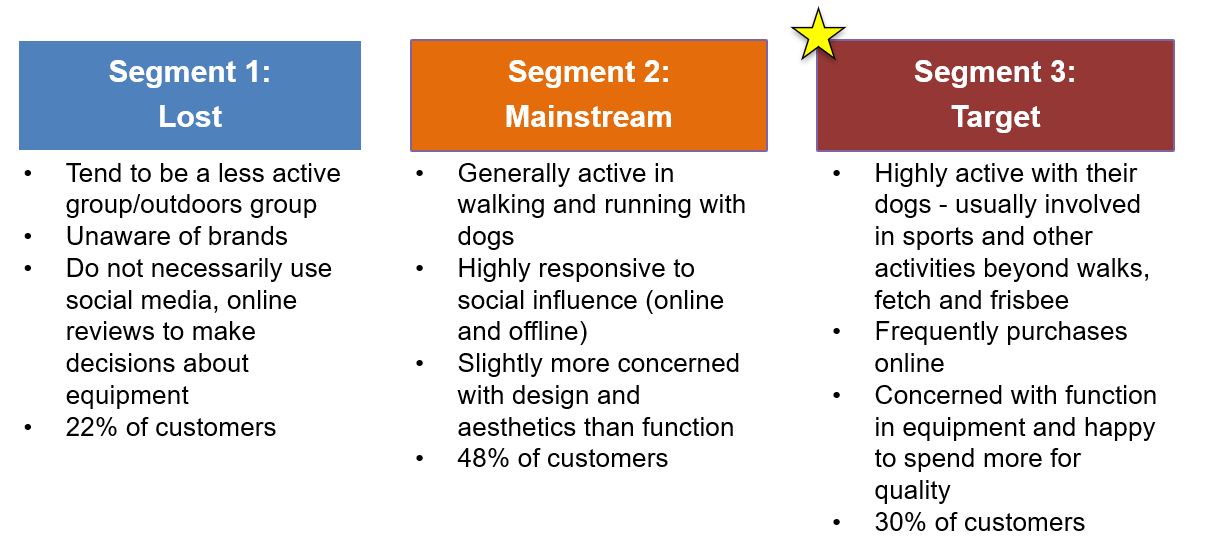 Segment 1:
Lost
• Tend to be a less active
group/outdoors group
• Unaware of brands
• Do not necessarily use
social media, online
reviews to make
decisions about
equipment
• 22% of customers
Segment 2:
Mainstream
• Generally active in
walking and running with
dogs
• Highly responsive to
social influence (online
and offline)
• Slightly more concerned
with design and
aesthetics than function
• 48% of customers
Segment 3:
Target
• Highly active with their
dogs - usually involved
in sports and other
activities beyond walks,
fetch and frisbee
• Frequently purchases
online
• Concerned with function
in equipment and happy
to spend more for
quality
• 30% of customers